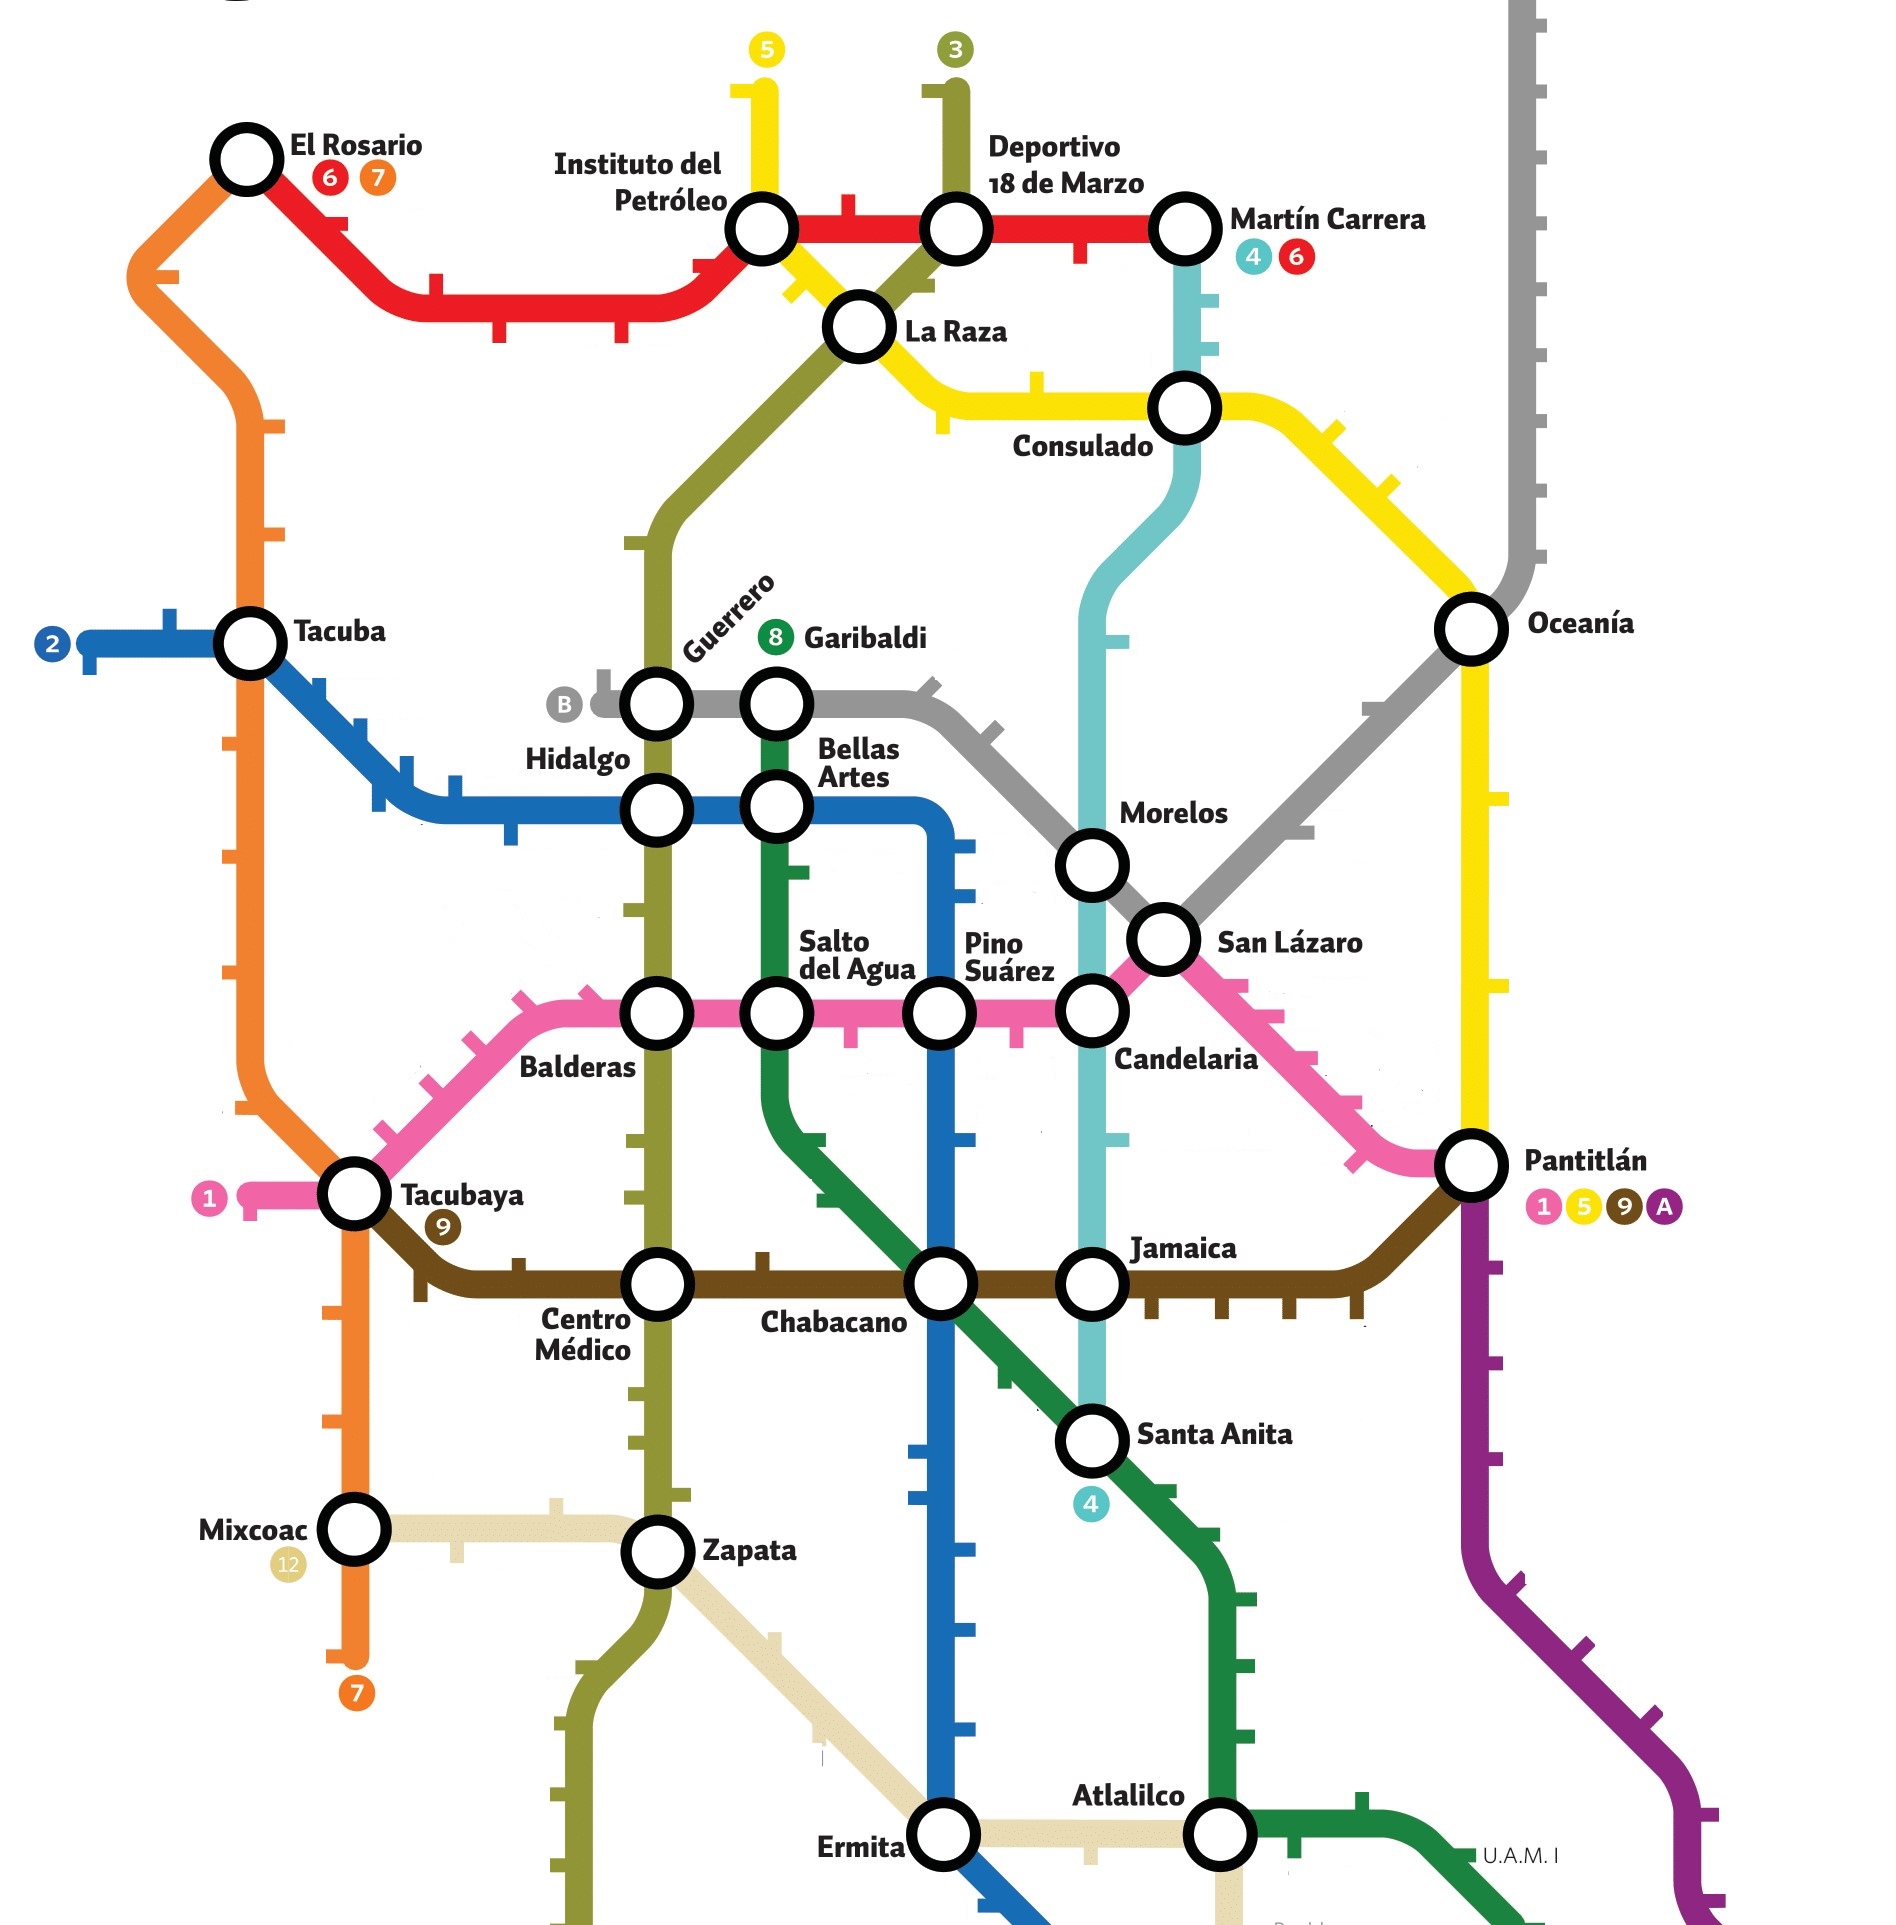 5
3
El Rosario
6 7
Instituto del
Petróleo
Deportivo
18 de Marzo
Martín Carrera
4 6
La Raza
Consulado
2
Tacuba
Guerrero
8 Garibaldi
Oceanía
B
Hidalgo
Bellas
Artes
Morelos
Salto
del Agua
Pino
Suárez
San Lázaro
Balderas
Candelaria
1
Tacubaya
9
Pantitlán
1 5 9 A
Jamaica
Centro
Médico
Chabacano
Santa Anita
4
Mixcoac
12
Zapata
7
Atlalilco
Ermita
U.A.M. I